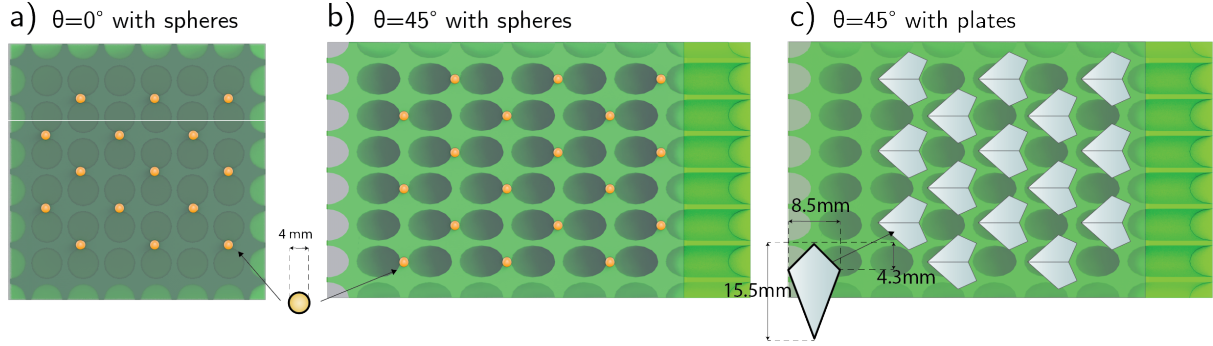 a) θ=0° with spheres
b) θ=45° with spheres
c) θ=45° with plates
4 mm
8.5mm
15.5mm
4.3mm